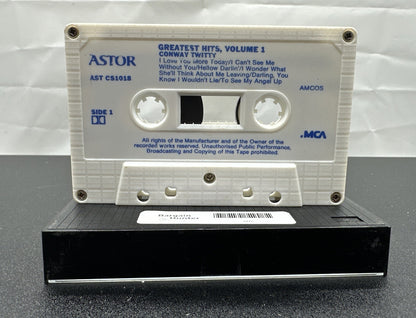 ASTOR
AST CS1018
GREATEST HITS, VOLUME 1
CONWAY TWITTY
I Love You More Today/I Can't See Me
Without You/Hellow Darlin'/I Wonder What
She'll Think About Me Leaving/Darling, You
Know I Wouldn't Lie/To See My Angel Up
AMCOS
SIDE 1
MCA
All rights of the Manufacturer and of the Owner of the
recorded works reserved. Unauthorised Public Performance,
Broadcasting and Copying of this Tape prohibited.
Bargain
Hunter